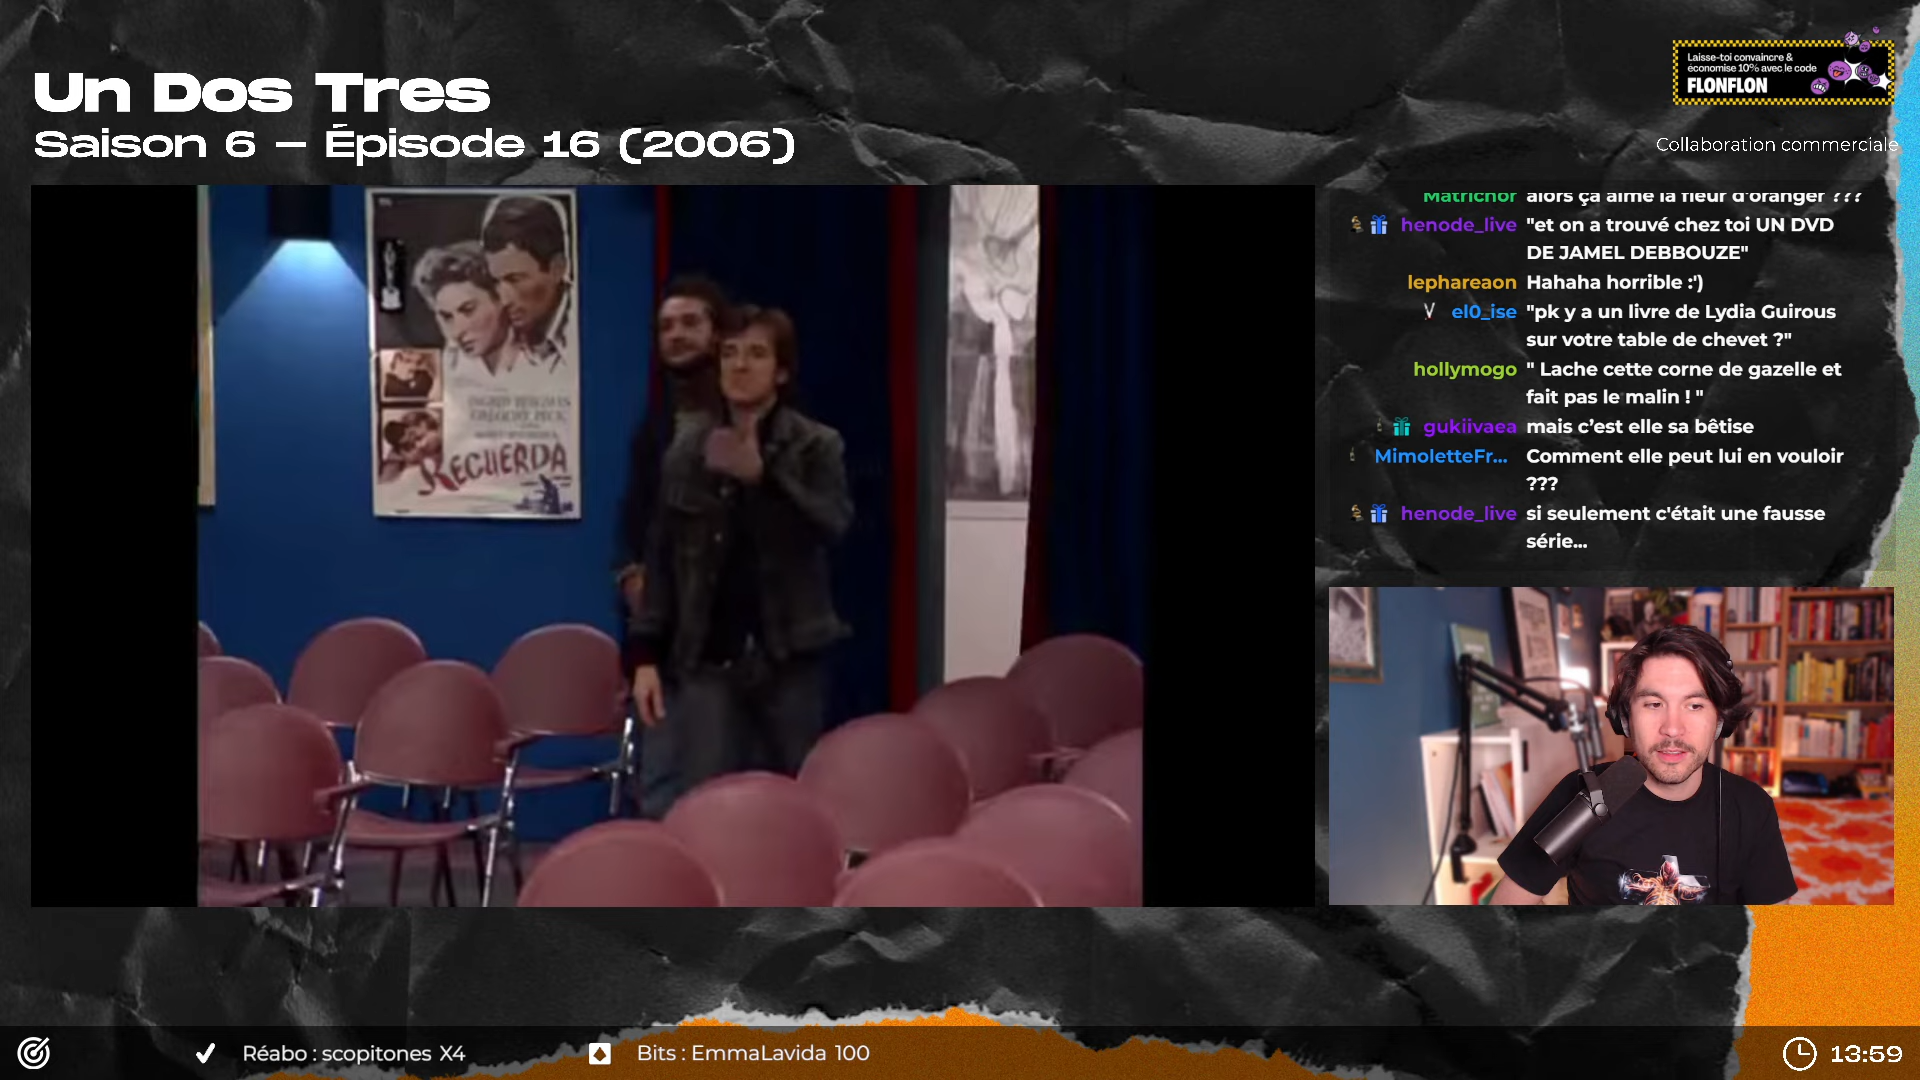 Un Dos Tres
Saison 6 – Épisode 16 (2006)
Laisse-toi convaincre &
économise 10% avec le code
FLONFLON
Collaboration commerciale
RECUERDA
Matrichor alors ça aime la fleur d'oranger ???
henode_live "et on a trouvé chez toi UN DVD
DE JAMEL DEBBOUZE"
lephareaon Hahaha horrible :')
el0_ise "pk y a un livre de Lydia Guirous
sur votre table de chevet ?"
hollymogo " Lache cette corne de gazelle et
fait pas le malin ! "
gukiivaea mais c’est elle sa bêtise
MimoletteFr... Comment elle peut lui en vouloir
???
henode_live si seulement c'était une fausse
série...
Réabo : scopitones X4
Bits : EmmaLavida 100
13:59